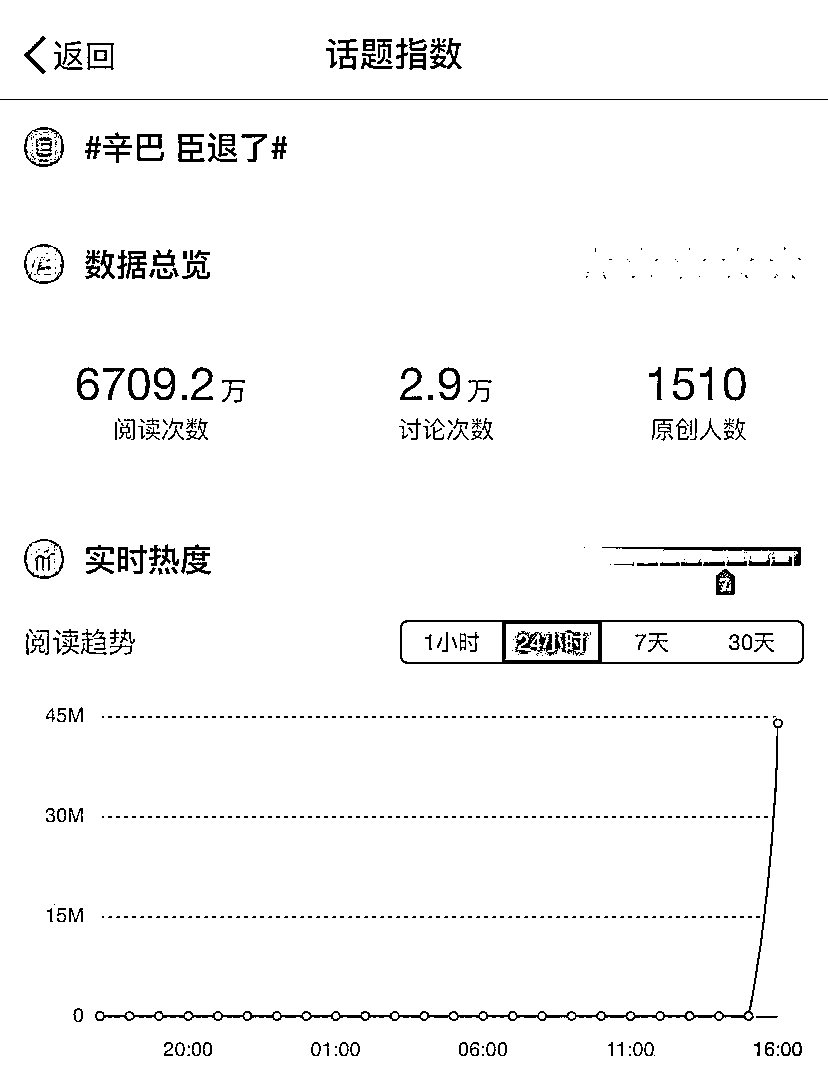 返回
话题指数
#辛巴 臣退了#
数据总览
6709.2万
2.9万
1510
阅读次数
讨论次数
原创人数
实时热度
阅读趋势
1小时
24小时
7天
30天
45M
30M
15M
0
20:00
01:00
06:00
11:00
16:00